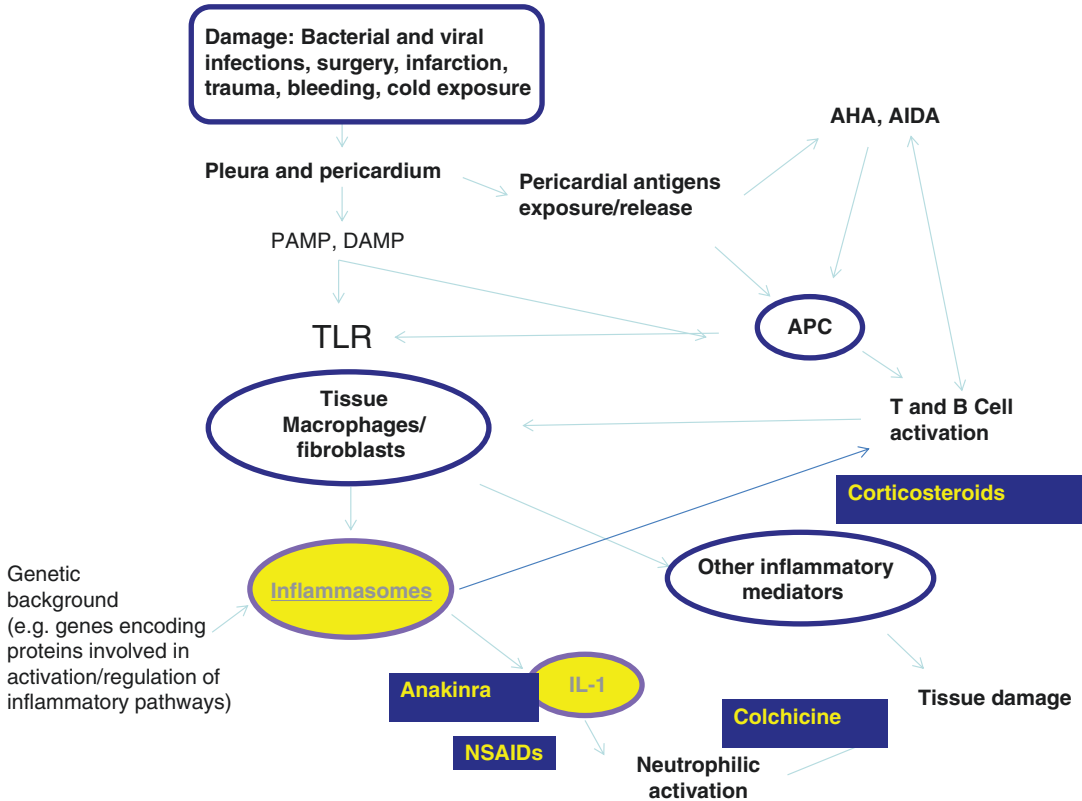 Damage: Bacterial and viral
infections, surgery, infarction,
trauma, bleeding, cold exposure
AHA, AIDA
Pleura and pericardium
Pericardial antigens
exposure/release
PAMP, DAMP
TLR
APC
Tissue
Macrophages/
fibroblasts
T and B Cell
activation
Corticosteroids
Genetic
background
(e.g. genes encoding
proteins involved in
activation/regulation of
inflammatory pathways)
Inflammasomes
Other inflammatory
mediators
Anakinra
IL-1
Tissue damage
Colchicine
NSAIDs
Neutrophilic
activation